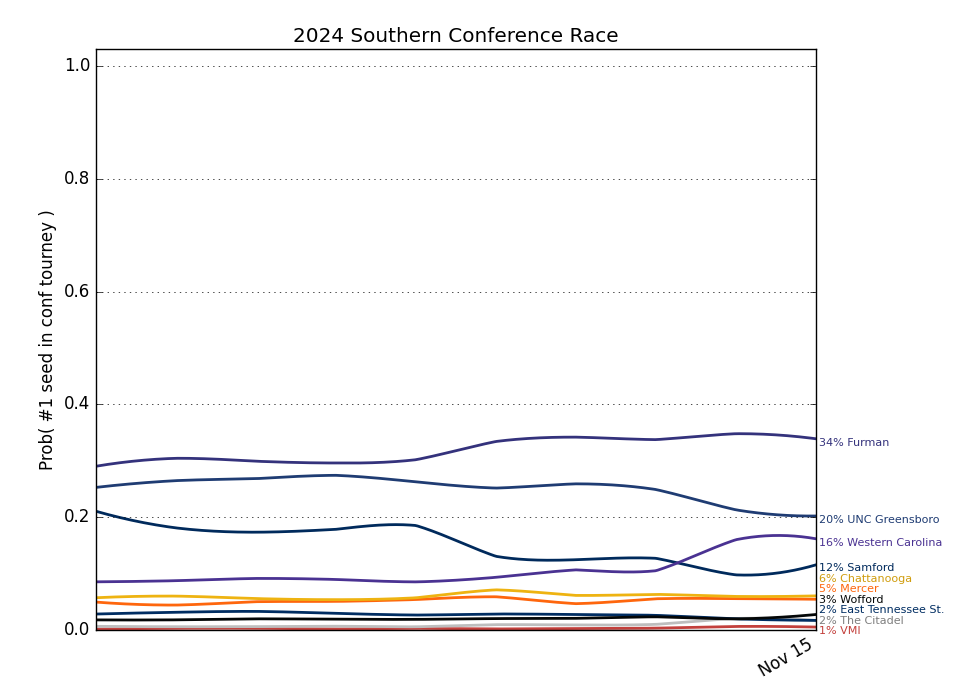 2024 Southern Conference Race
Prob( #1 seed in conf tourney )
1.0
0.8
0.6
0.4
0.2
0.0
34% Furman
20% UNC Greensboro
16% Western Carolina
12% Samford
6% Chattanooga
5% Mercer
3% Wofford
2% East Tennessee St.
2% The Citadel
1% VMI
Nov 15